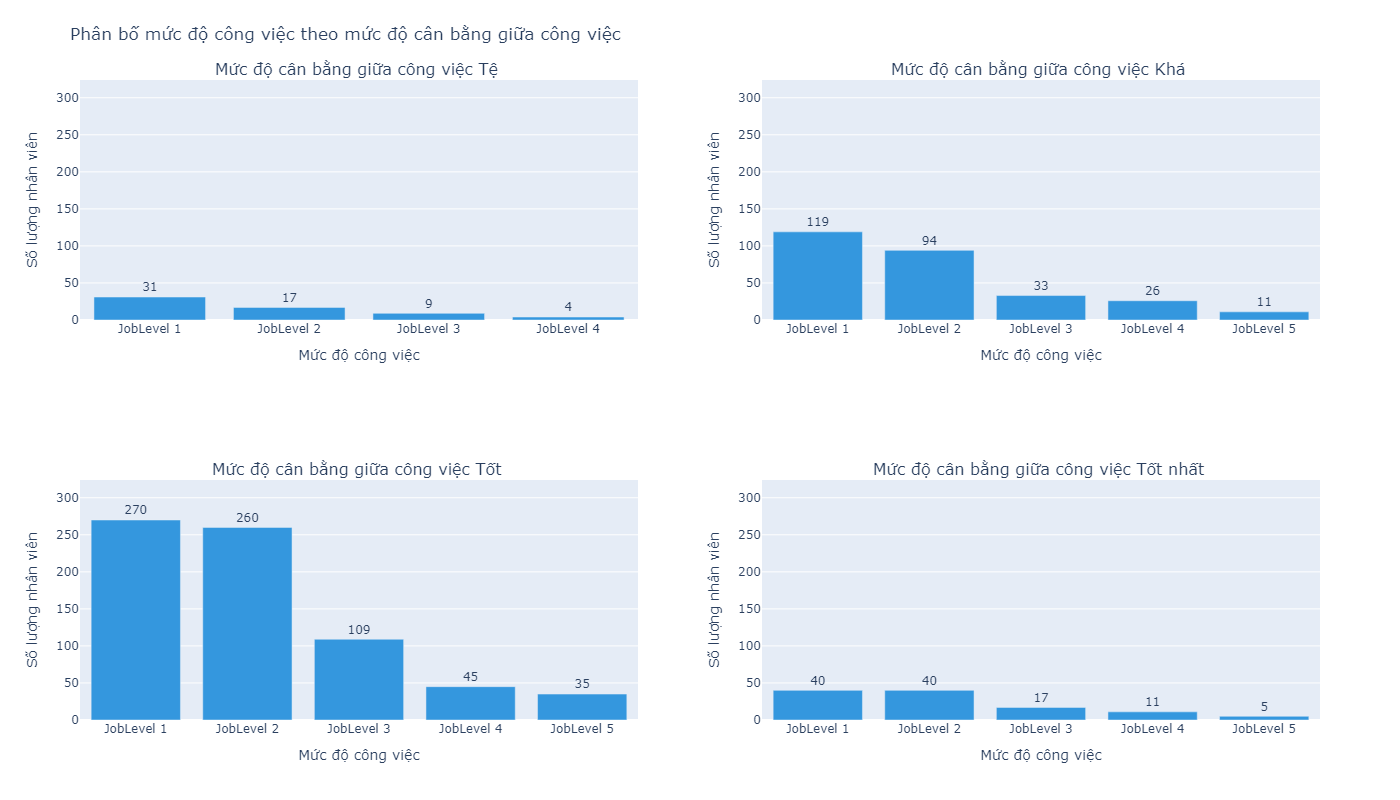 Phân bố mức độ công việc theo mức độ cân bằng giữa công việc
Mức độ cân bằng giữa công việc Tệ
300
250
200
150
100
50
0
Số lượng nhân viên
31
17
9
4
JobLevel 1
JobLevel 2
JobLevel 3
JobLevel 4
Mức độ công việc
Mức độ cân bằng giữa công việc Khá
300
250
200
150
100
50
0
Số lượng nhân viên
119
94
33
26
11
JobLevel 1
JobLevel 2
JobLevel 3
JobLevel 4
JobLevel 5
Mức độ công việc
Mức độ cân bằng giữa công việc Tốt
300
250
200
150
100
50
0
Số lượng nhân viên
270
260
109
45
35
JobLevel 1
JobLevel 2
JobLevel 3
JobLevel 4
JobLevel 5
Mức độ công việc
Mức độ cân bằng giữa công việc Tốt nhất
300
250
200
150
100
50
0
Số lượng nhân viên
40
40
17
11
5
JobLevel 1
JobLevel 2
JobLevel 3
JobLevel 4
JobLevel 5
Mức độ công việc